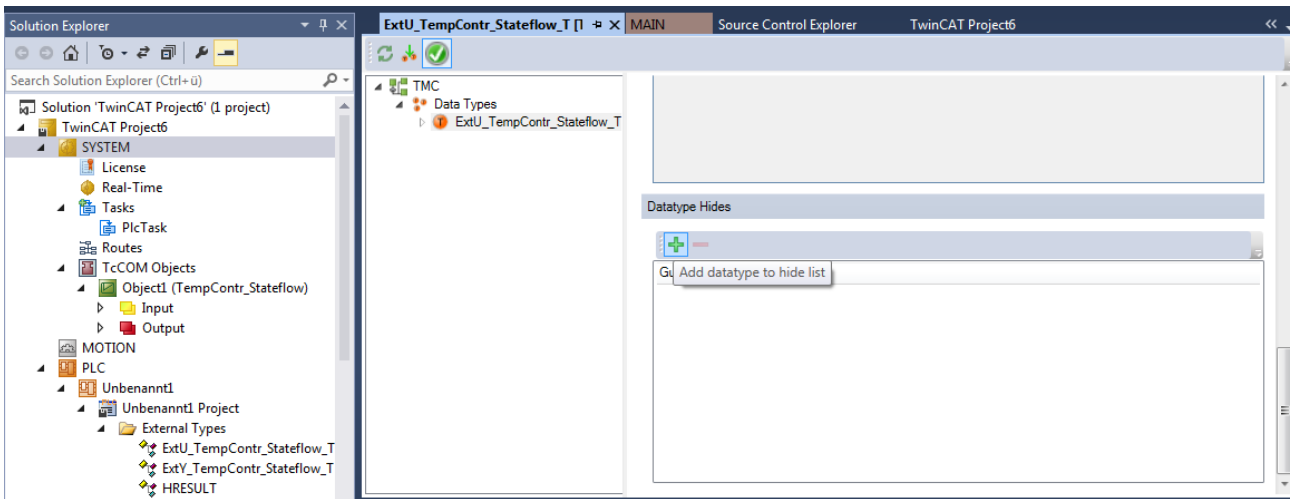 Solution Explorer
Search Solution Explorer (Ctrl+ü)
Solution 'TwinCAT Project6' (1 project)
TwinCAT Project6
SYSTEM
License
Real-Time
Tasks
PlcTask
Routes
TcCOM Objects
Object1 (TempContr_Stateflow)
Input
Output
MOTION
PLC
Unbenannt1
Unbenannt1 Project
External Types
ExtU_TempContr_Stateflow_T
ExtY_TempContr_Stateflow_T
HRESULT
ExtU_TempContr_Stateflow_T [ MAIN Source Control Explorer TwinCAT Project6
TMC
Data Types
ExtU_TempContr_Stateflow_T
Datatype Hides
Gu
Add datatype to hide list